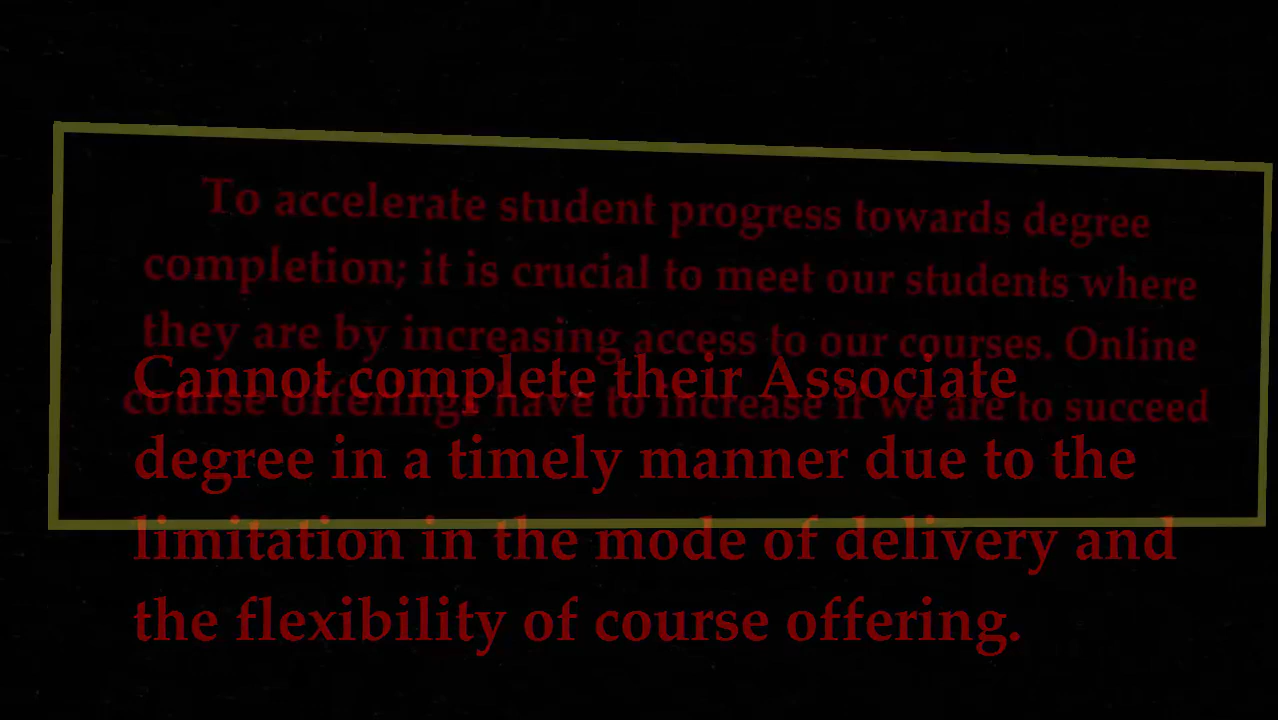 To accelerate student progress towards degree
completion; it is crucial to meet our students where
they are by increasing access to our courses. Online
course offerings have to increase if we are to succeed
Cannot complete their Associate
degree in a timely manner due to the
limitation in the mode of delivery and
the flexibility of course offering.